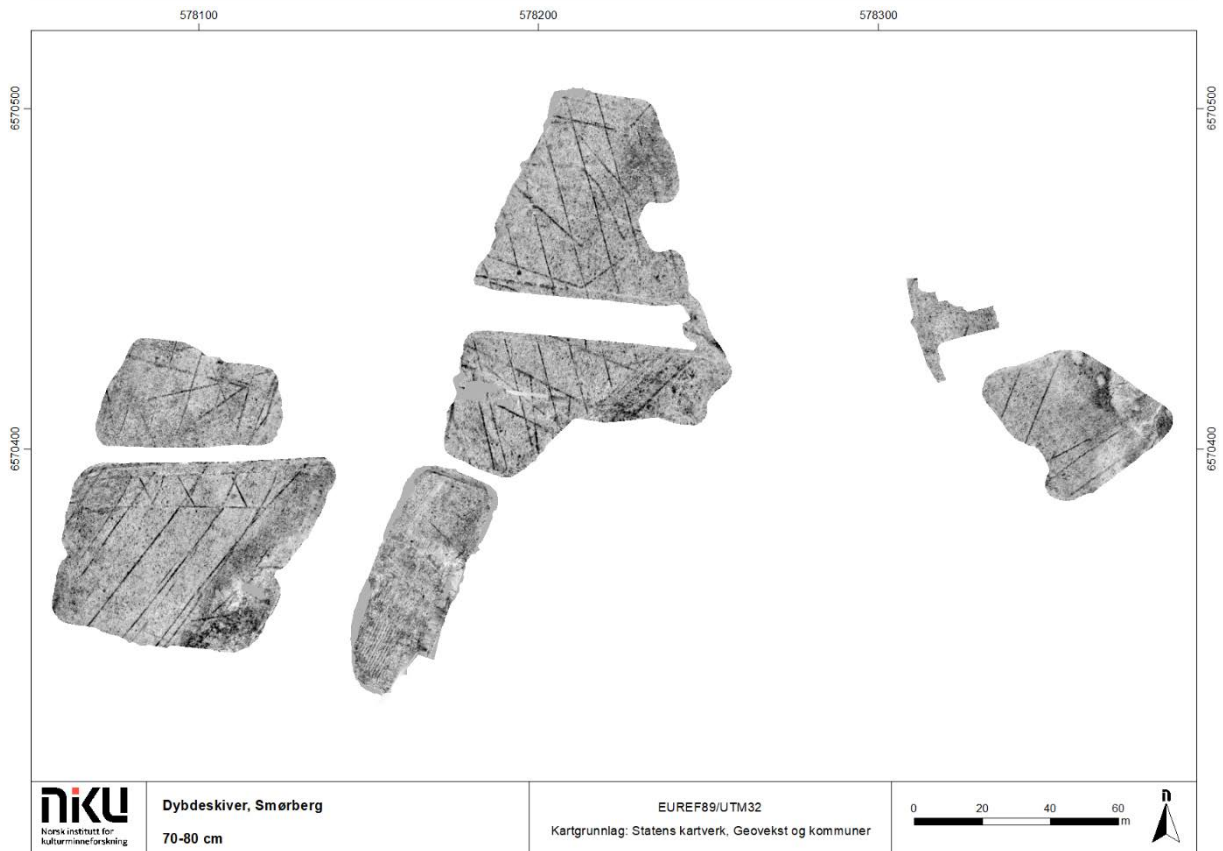 578100
578200
578300
6570500
6570500
6570400
6570400
NIKU
Norsk institutt for
kulturminneforskning
Dybdeskiver, Smørberg
70-80 cm
EUREF89/UTM32
Kartgrunnlag: Statens kartverk, Geovekst og kommuner
0 20 40 60
m
n